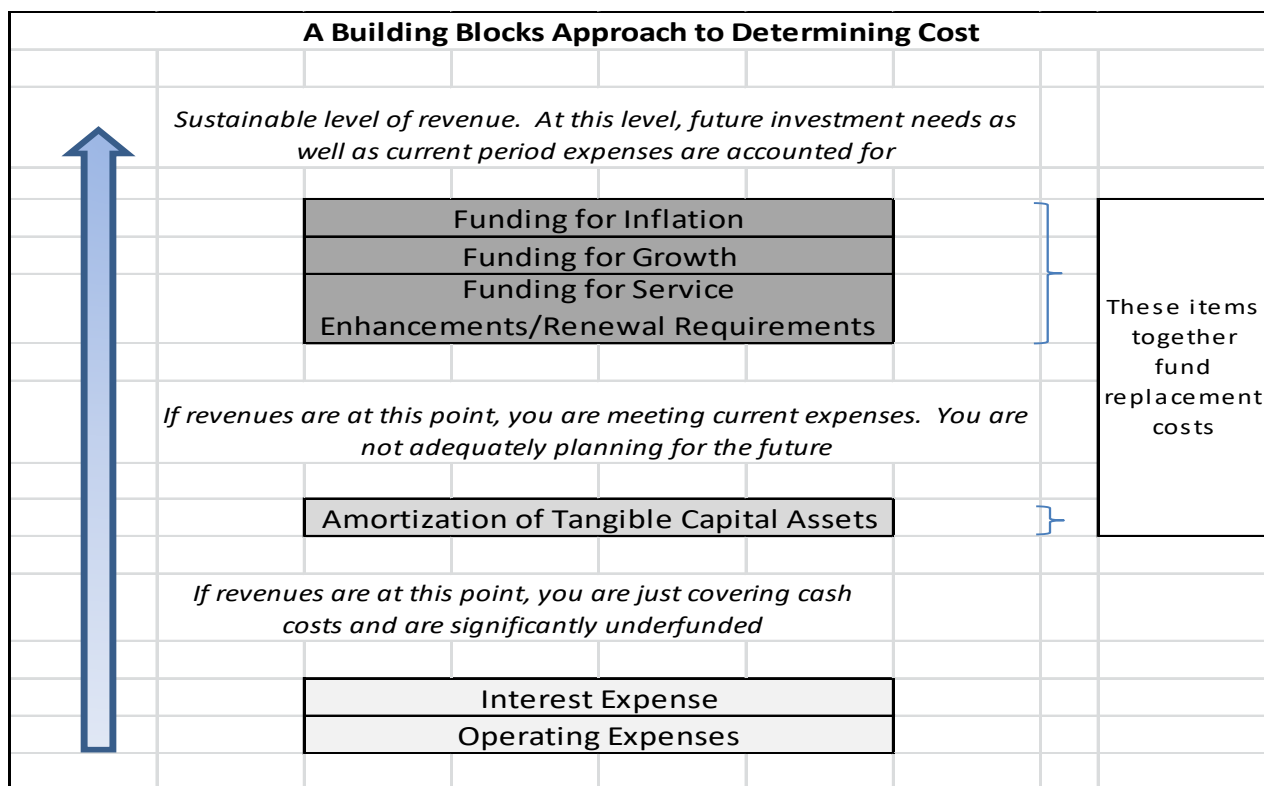 A Building Blocks Approach to Determining Cost
Sustainable level of revenue. At this level, future investment needs as
well as current period expenses are accounted for
Funding for Inflation
Funding for Growth
Funding for Service
Enhancements/Renewal Requirements
These items
together
fund
replacement
costs
If revenues are at this point, you are meeting current expenses. You are
not adequately planning for the future
Amortization of Tangible Capital Assets
If revenues are at this point, you are just covering cash
costs and are significantly underfunded
Interest Expense
Operating Expenses